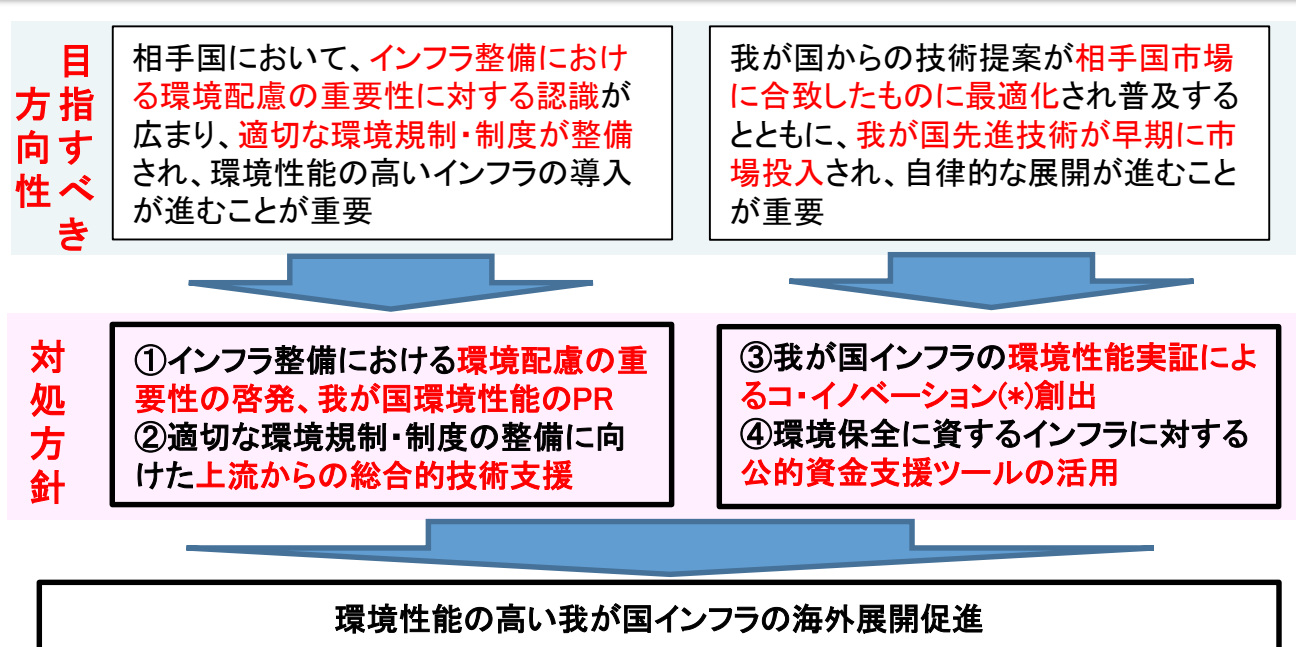 目指すべき
方向性
相手国において、インフラ整備におけ
る環境配慮の重要性に対する認識が
広まり、適切な環境規制・制度が整備
され、環境性能の高いインフラの導入
が進むことが重要
我が国からの技術提案が相手国市場
に合致したものに最適化され普及する
とともに、我が国先進技術が早期に市
場投入され、自律的な展開が進むこと
が重要
対処方針
①インフラ整備における環境配慮の重
要性の啓発、我が国環境性能のPR
②適切な環境規制・制度の整備に向
けた上流からの総合的技術支援
③我が国インフラの環境性能実証によ
るコ・イノベーション(*)創出
④環境保全に資するインフラに対する
公的資金支援ツールの活用
環境性能の高い我が国インフラの海外展開促進